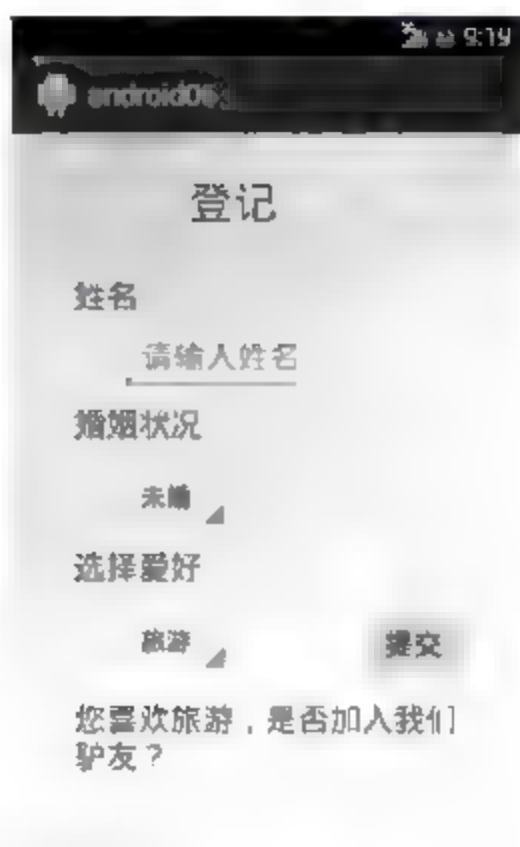 9:19
android063
登记
姓名
请输入姓名
婚姻状况
未婚
选择爱好
旅游
提交
您喜欢旅游，是否加入我们
驴友？